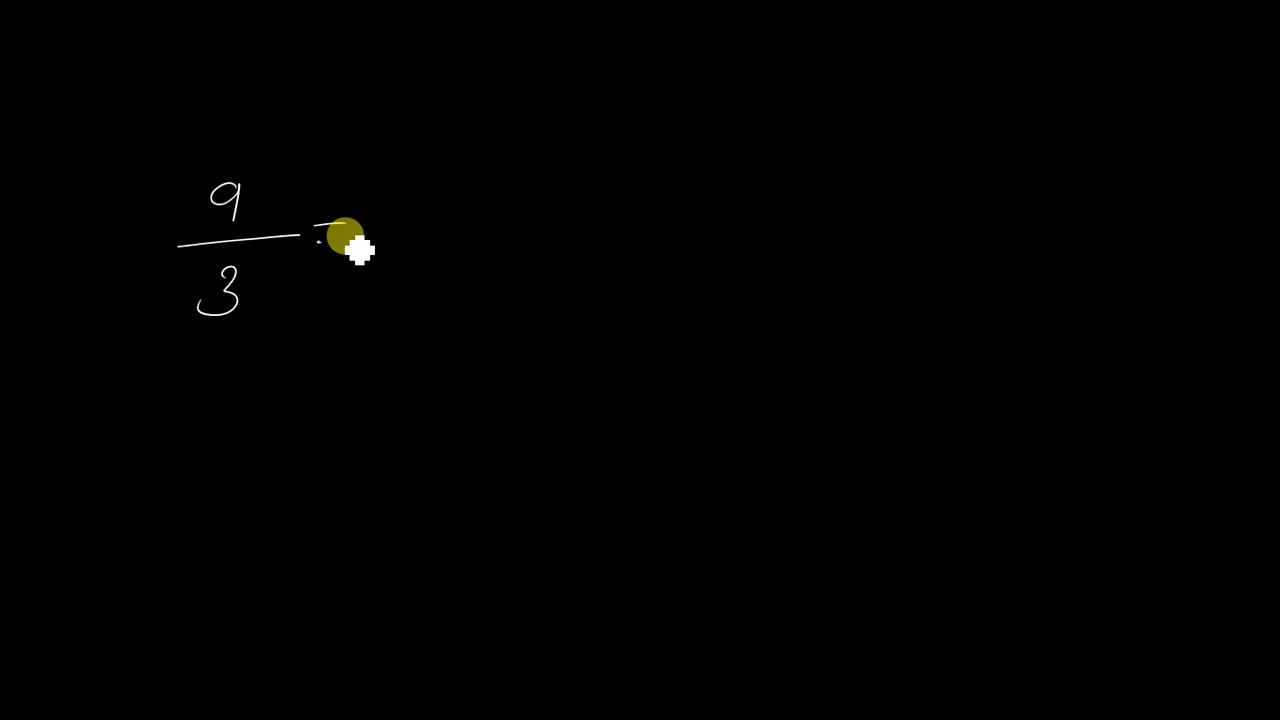 9/3 =